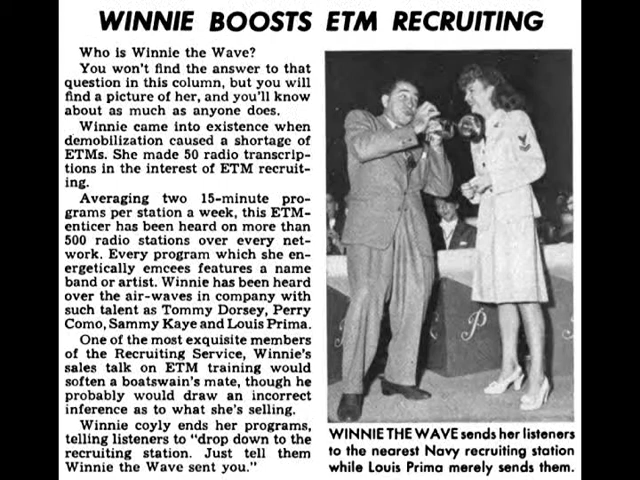 WINNIE BOOSTS ETM RECRUITING
Who is Winnie the Wave?
You won't find the answer to that
question in this column, but you will
find a picture of her, and you'll know
about as much as anyone does.
Winnie came into existence when
demobilization caused a shortage of
ETMs. She made 50 radio transcrip-
tions in the interest of ETM recruit-
ing.
Averaging two 15-minute pro-
grams per station a week, this ETM-
enticer has been heard on more than
500 radio stations over every net-
work. Every program which she en-
ergetically emcees features a name
band or artist. Winnie has been heard
over the air-waves in company with
such talent as Tommy Dorsey, Perry
Como, Sammy Kaye and Louis Prima.
One of the most exquisite members
of the Recruiting Service, Winnie's
sales talk on ETM training would
soften a boatswain's mate, though he
probably would draw an incorrect
inference as to what she's selling.
Winnie coyly ends her programs,
telling listeners to "drop down to the
recruiting station. Just tell them
Winnie the Wave sent you."
P
WINNIE THE WAVE sends her listeners
to the nearest Navy recruiting station
while Louis Prima merely sends them.